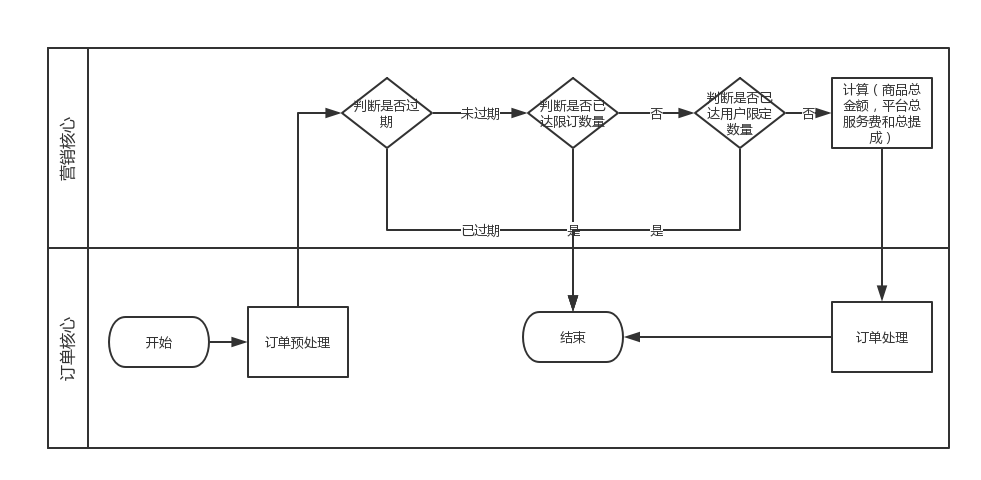 营销核心
判断是否过
期
未过期
判断是否已
达限订数量
否
判断是否已
达用户限定
数量
否
计算（商品总
金额，平台总
服务费和总提
成）
已过期
是
是
订单核心
开始
订单预处理
结束
订单处理